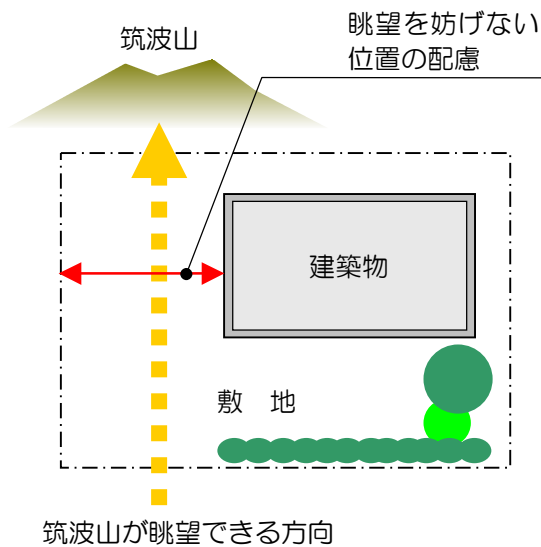 筑波山
眺望を妨げない
位置の配慮
建築物
敷　地
筑波山が眺望できる方向